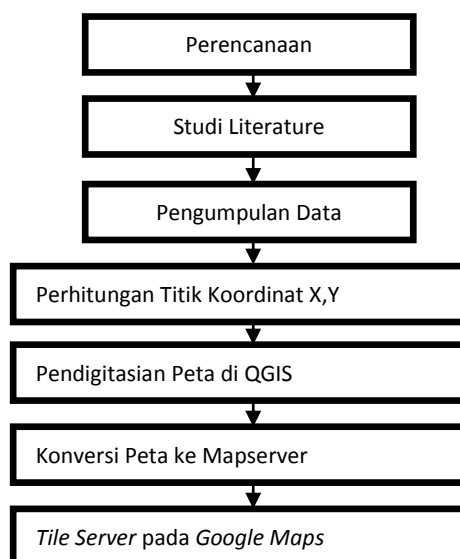 Perencanaan
Studi Literature
Pengumpulan Data
Perhitungan Titik Koordinat X,Y
Pendigitasian Peta di QGIS
Konversi Peta ke Mapserver
Tile Server pada Google Maps